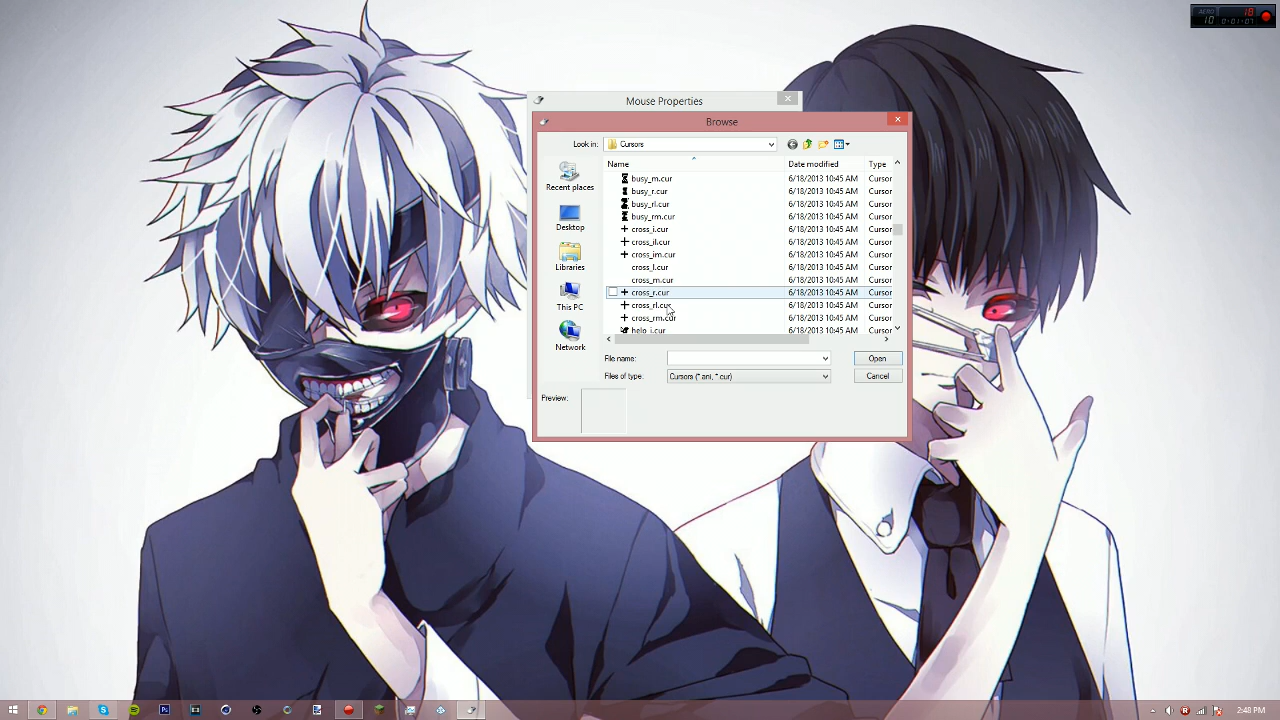 AERO 18
10 0:01:07
Mouse Properties
Browse
Look in: Cursors
Name Date modified Type
busy_m.cur 6/18/2013 10:45 AM Cursor
busy_r.cur 6/18/2013 10:45 AM Cursor
busy_rl.cur 6/18/2013 10:45 AM Cursor
busy_rm.cur 6/18/2013 10:45 AM Cursor
cross_i.cur 6/18/2013 10:45 AM Cursor
cross_il.cur 6/18/2013 10:45 AM Cursor
cross_im.cur 6/18/2013 10:45 AM Cursor
cross_l.cur 6/18/2013 10:45 AM Cursor
cross_m.cur 6/18/2013 10:45 AM Cursor
cross_r.cur 6/18/2013 10:45 AM Cursor
cross_rl.cur 6/18/2013 10:45 AM Cursor
cross_rm.cur 6/18/2013 10:45 AM Cursor
help_i.cur 6/18/2013 10:45 AM Cursor
Recent places
Desktop
Libraries
This PC
Network
File name: Open
Files of type: Cursors (*.ani, *.cur) Cancel
Preview:
Ps
2:48 PM